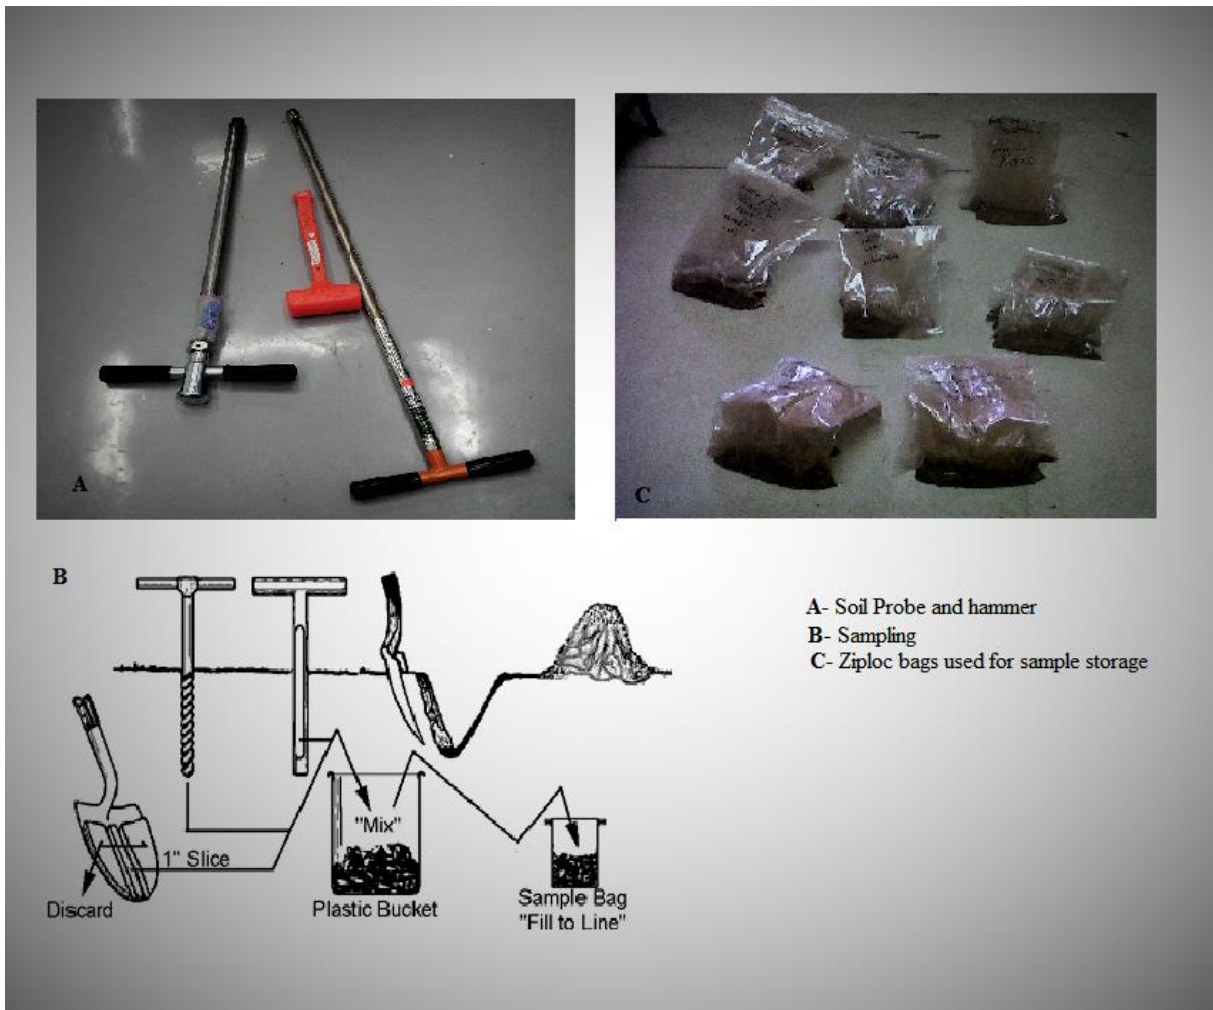 A
C
B
A- Soil Probe and hammer
B- Sampling
C- Ziploc bags used for sample storage
"Mix"
1" Slice
Discard
Plastic Bucket
Sample Bag
"Fill to Line"